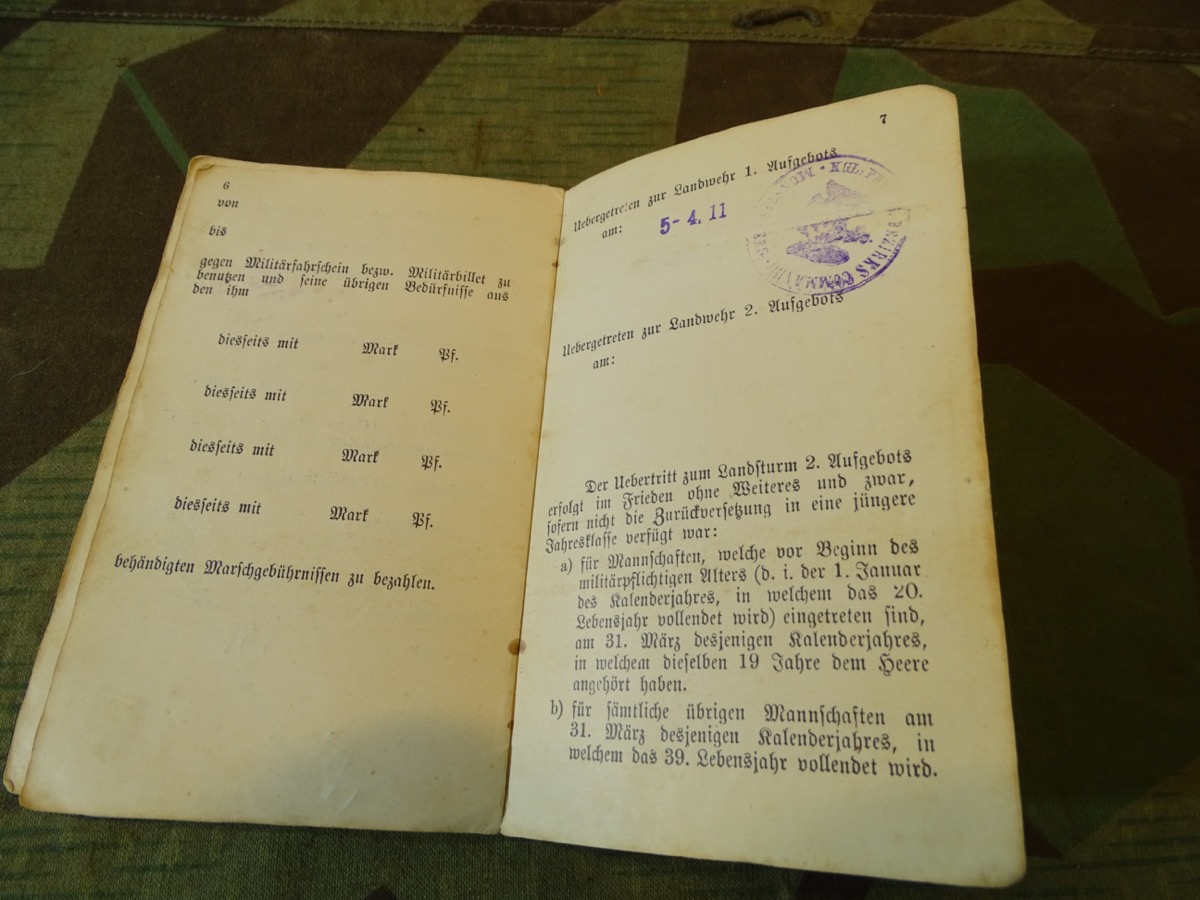 6
von
bis
gegen Militärfahrschein bezw. Militärbillet zu
benutzen und seine übrigen Bedürfnisse aus
den ihm
diesseits mit Mark Pf.
diesseits mit Mark Pf.
diesseits mit Mark Pf.
diesseits mit Mark Pf.
behändigten Marschgebührnissen zu bezahlen.
7
Uebergetreten zur Landwehr 1. Aufgebots
am: 5-4.11
BEZIRKS COMMANDO
Uebergetreten zur Landwehr 2. Aufgebots
am:
Der Uebertritt zum Landsturm 2. Aufgebots
erfolgt im Frieden ohne Weiteres und zwar,
sofern nicht die Zurückversetzung in eine jüngere
Jahresklasse verfügt war:
a) für Mannschaften, welche vor Beginn des
militärpflichtigen Alters (d. i. der 1. Januar
des Kalenderjahres, in welchem das 20.
Lebensjahr vollendet wird) eingetreten sind,
am 31. März desjenigen Kalenderjahres,
in welchem dieselben 19 Jahre dem Heere
angehört haben.
b) für sämtliche übrigen Mannschaften am
31. März desjenigen Kalenderjahres, in
welchem das 39. Lebensjahr vollendet wird.